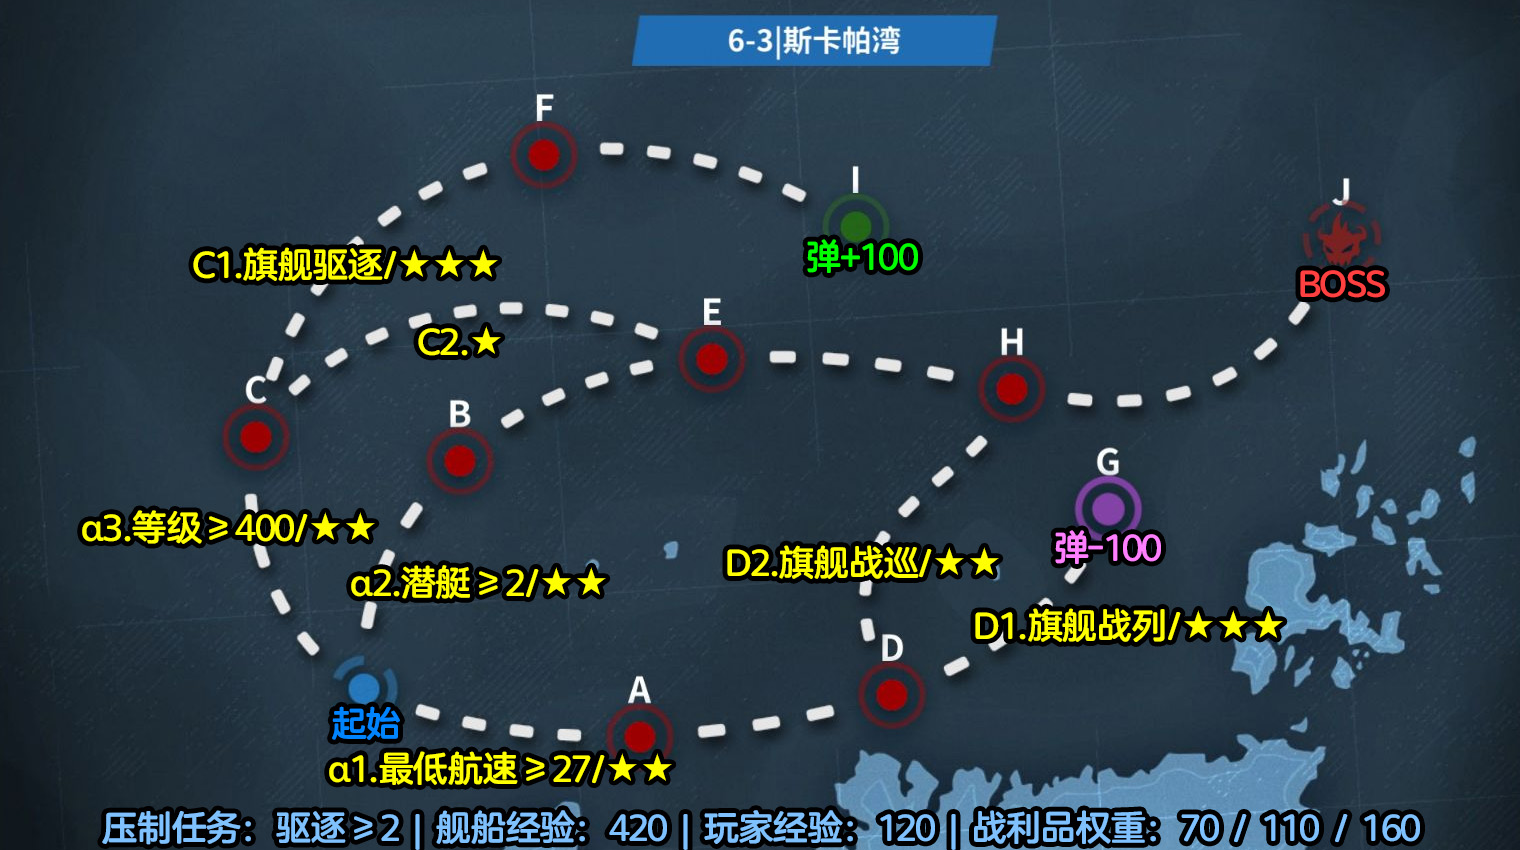 6-3|斯卡帕湾
F
I
J
C1.旗舰驱逐/★★★
弹+100
BOSS
E
C2.★
H
C
B
G
α3.等级≥400/★★
弹-100
D2.旗舰战巡/★★
α2.潜艇≥2/★★
D1.旗舰战列/★★★
D
A
起始
α1.最低航速≥27/★★
压制任务：驱逐≥2 | 舰船经验：420 | 玩家经验：120 | 战利品权重：70 / 110 / 160